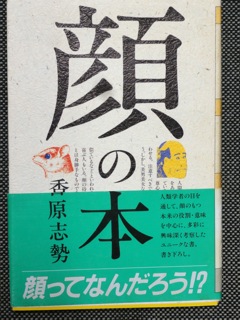 顔
の
本
香原志勢
人類学者の目を
通して、顔のもつ
本来の役割・意味
を中心に、多彩に
興味深く考察した
ユニークな書。
書き下ろし。
顔ってなんだろう!?